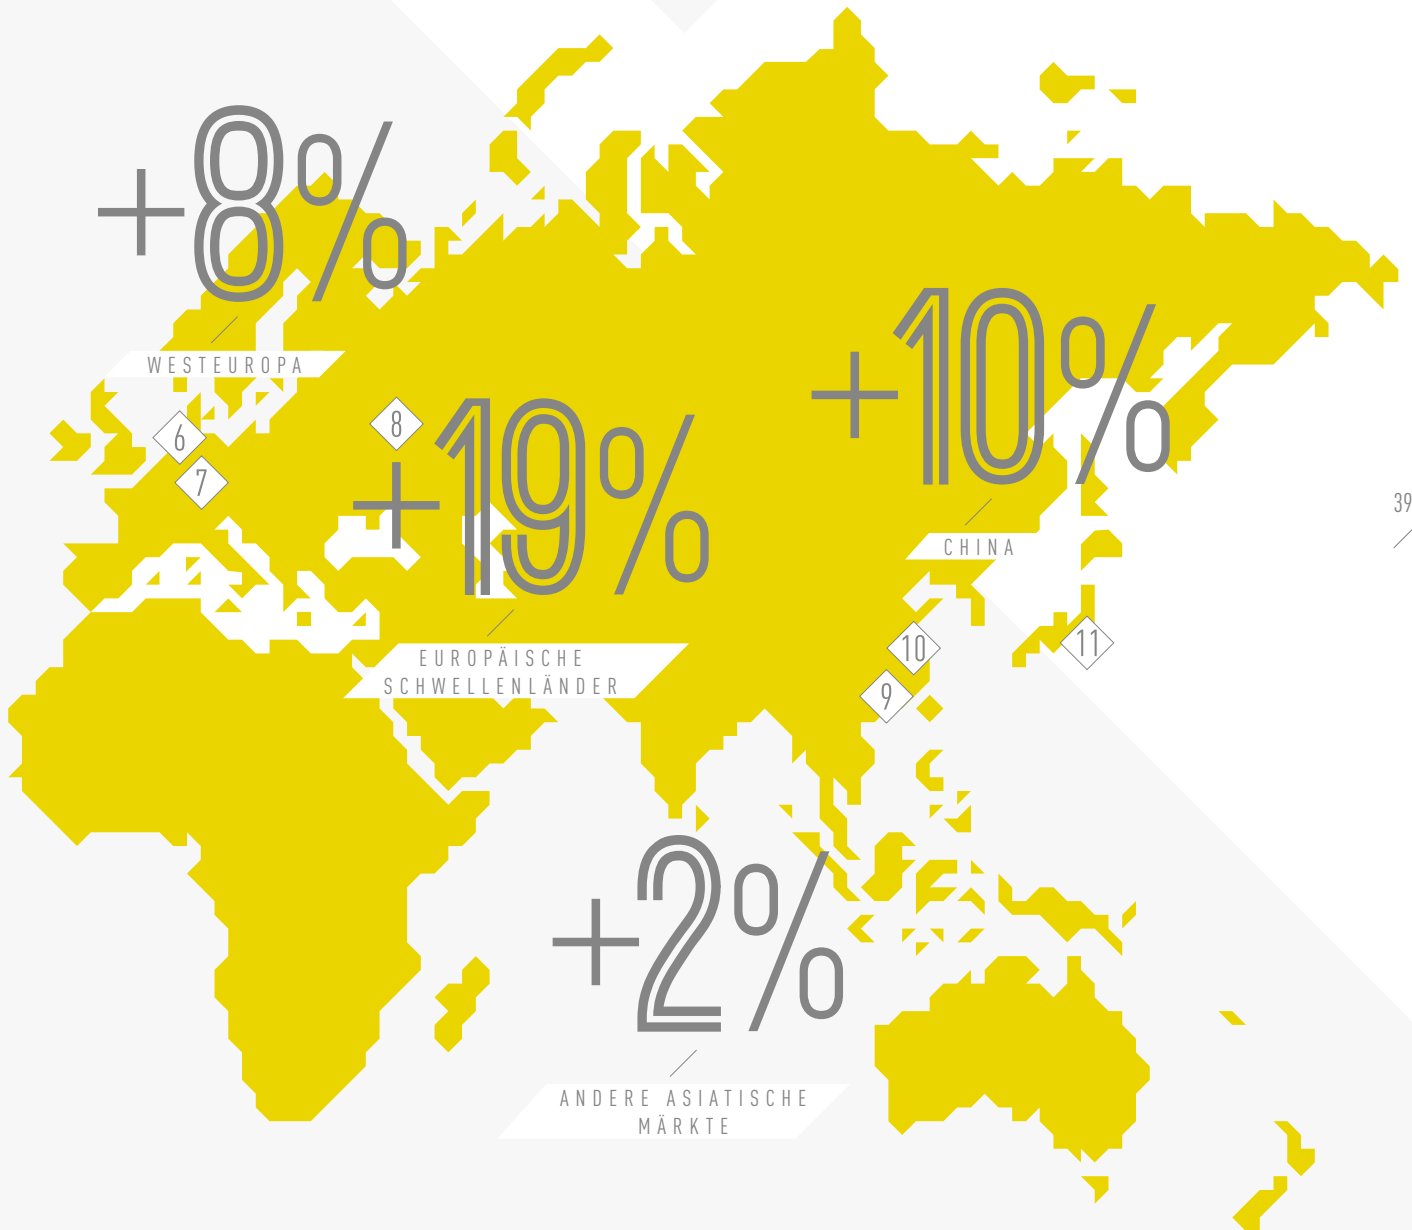 +8%
WESTEUROPA
6
7
8
+19%
EUROPÄISCHE
SCHWELLENLÄNDER
+10%
CHINA
39
10
11
9
+2%
ANDERE ASIATISCHE
MÄRKTE